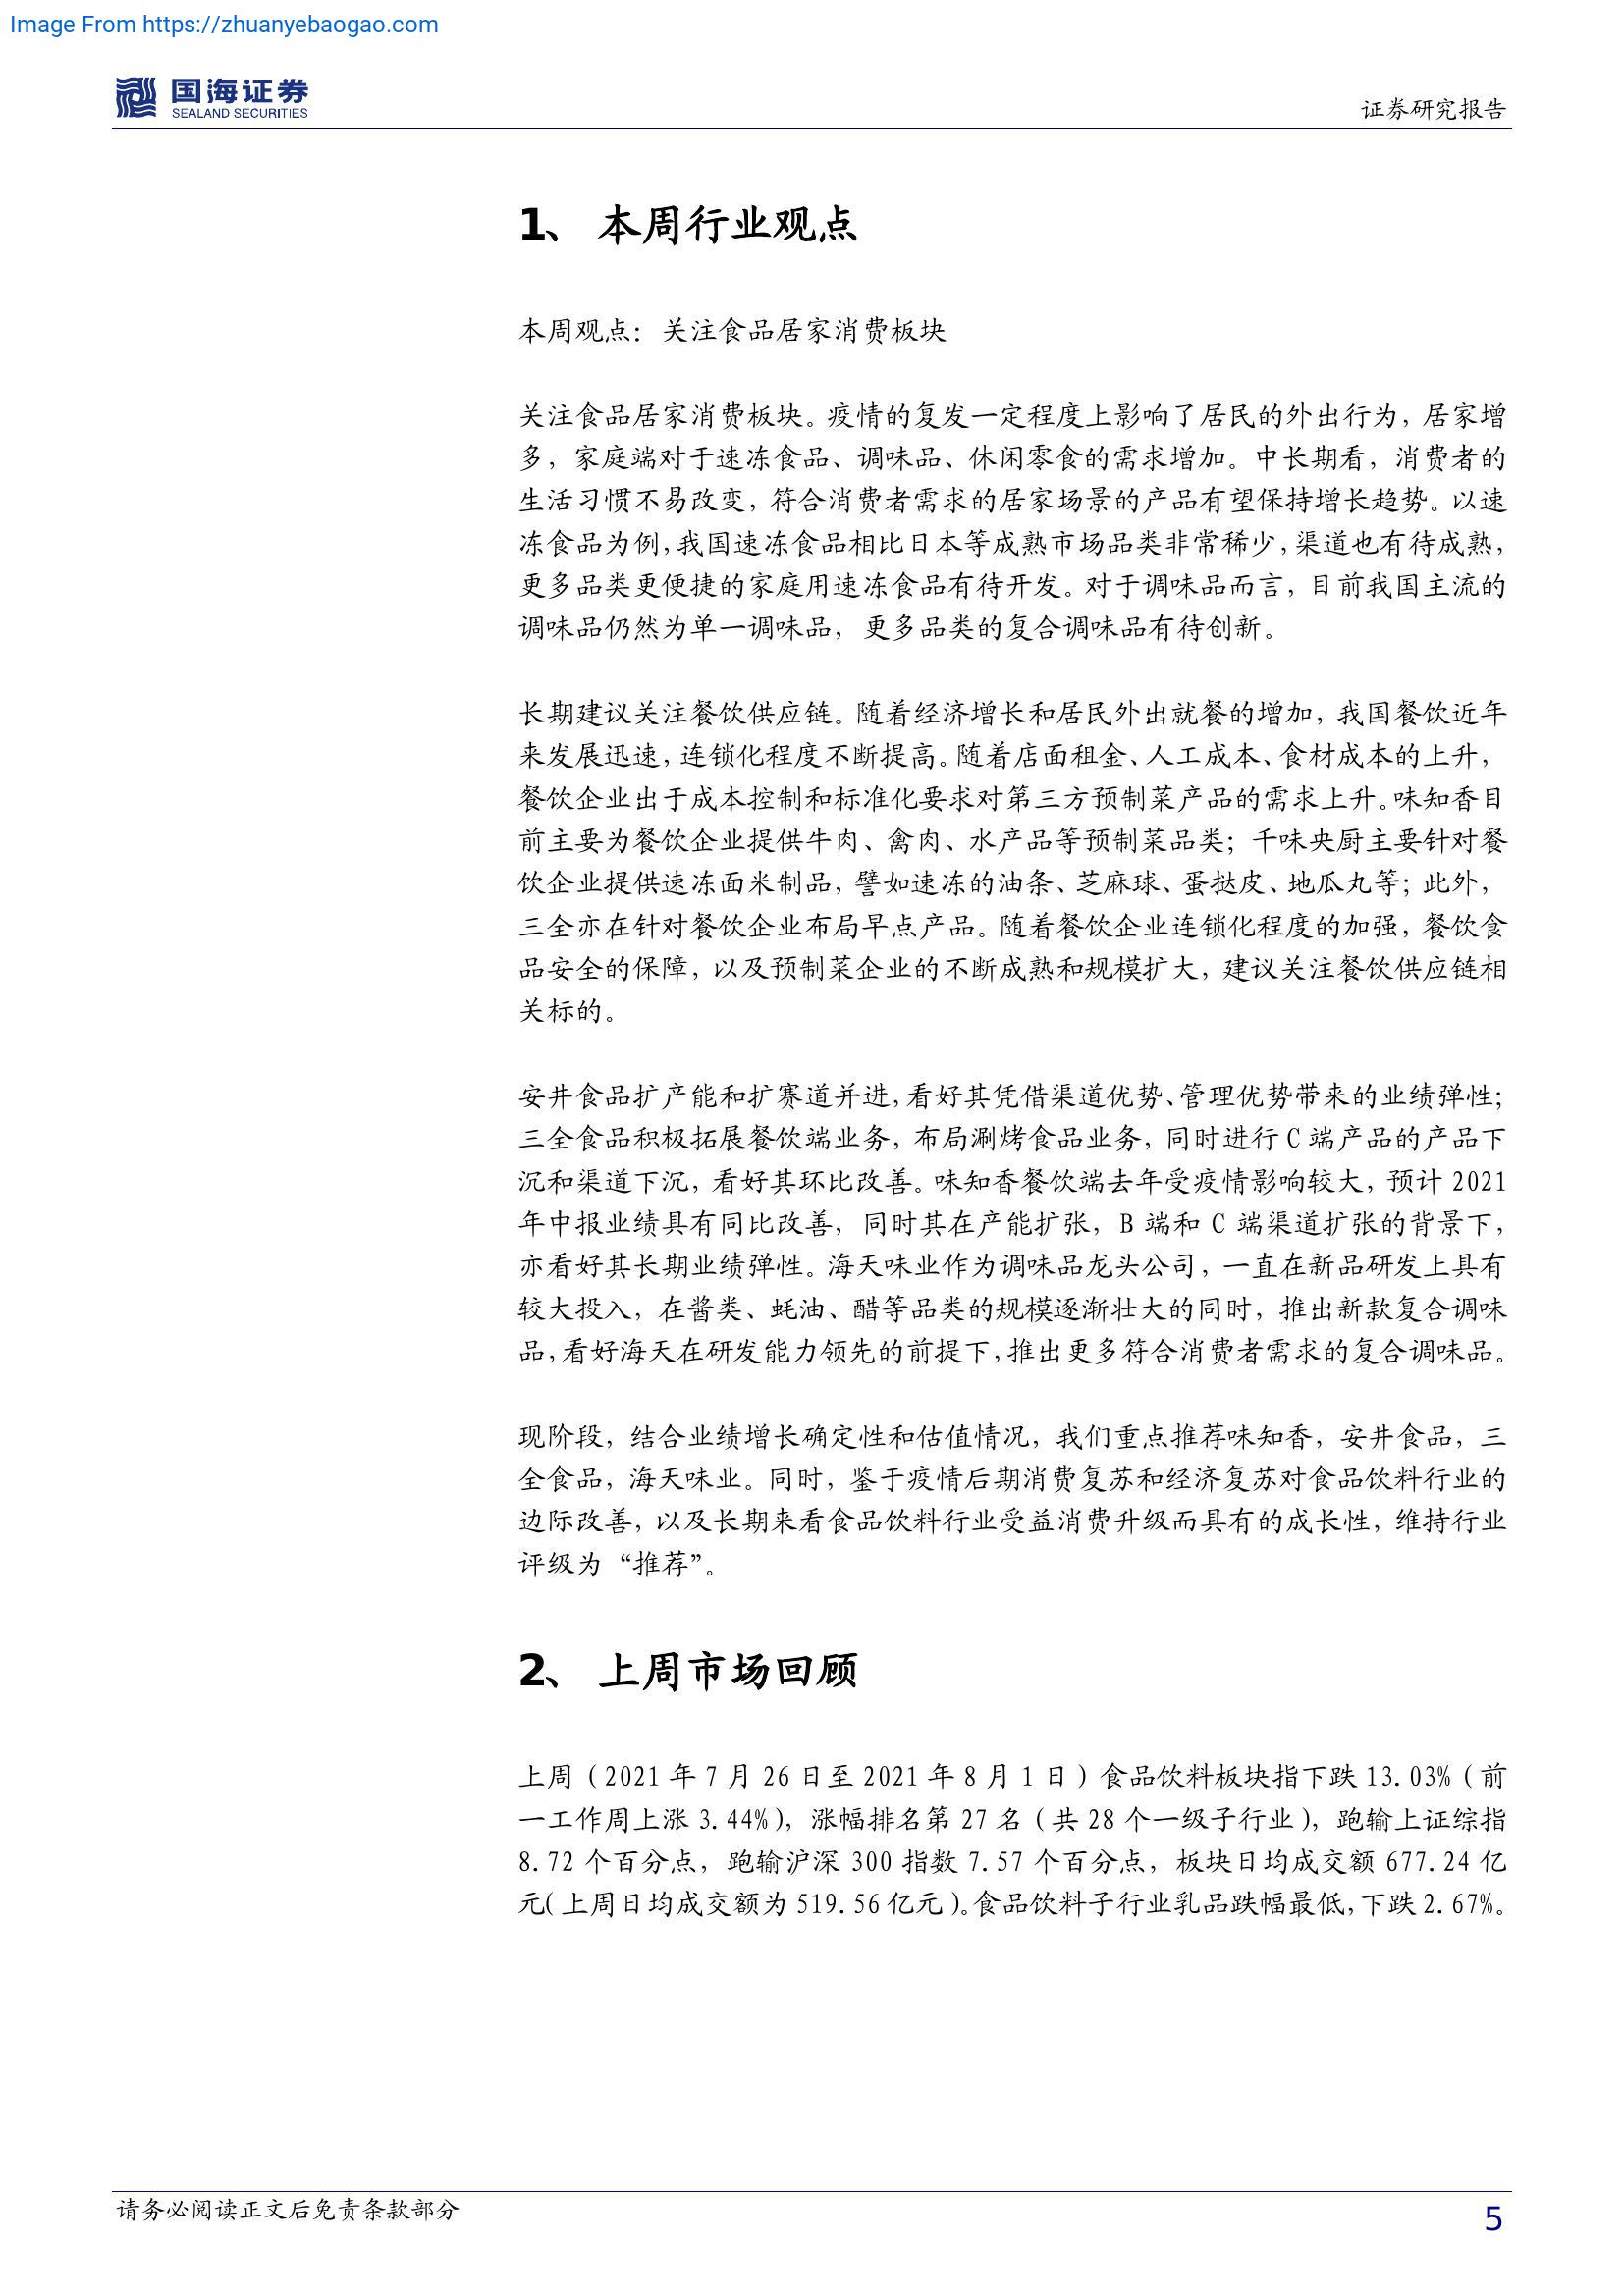 Image From https://zhuanyebaogao.com
国海证券
SEALAND SECURITIES
证券研究报告
1、 本周行业观点
本周观点：关注食品居家消费板块
关注食品居家消费板块。疫情的复发一定程度上影响了居民的外出行为，居家增
多，家庭端对于速冻食品、调味品、休闲零食的需求增加。中长期看，消费者的
生活习惯不易改变，符合消费者需求的居家场景的产品有望保持增长趋势。以速
冻食品为例，我国速冻食品相比日本等成熟市场品类非常稀少，渠道也有待成熟，
更多品类更便捷的家庭用速冻食品有待开发。对于调味品而言，目前我国主流的
调味品仍然为单一调味品，更多品类的复合调味品有待创新。
长期建议关注餐饮供应链。随着经济增长和居民外出就餐的增加，我国餐饮近年
来发展迅速，连锁化程度不断提高。随着店面租金、人工成本、食材成本的上升，
餐饮企业出于成本控制和标准化要求对第三方预制菜产品的需求上升。味知香目
前主要为餐饮企业提供牛肉、禽肉、水产品等预制菜品类；千味央厨主要针对餐
饮企业提供速冻面米制品，譬如速冻的油条、芝麻球、蛋挞皮、地瓜丸等；此外，
三全亦在针对餐饮企业布局早点产品。随着餐饮企业连锁化程度的加强，餐饮食
品安全的保障，以及预制菜企业的不断成熟和规模扩大，建议关注餐饮供应链相
关标的。
安井食品扩产能和扩赛道并进，看好其凭借渠道优势、管理优势带来的业绩弹性；
三全食品积极拓展餐饮端业务，布局涮烤食品业务，同时进行 C 端产品的产品下
沉和渠道下沉，看好其环比改善。味知香餐饮端去年受疫情影响较大，预计 2021
年中报业绩具有同比改善，同时其在产能扩张，B 端和 C 端渠道扩张的背景下，
亦看好其长期业绩弹性。海天味业作为调味品龙头公司，一直在新品研发上具有
较大投入，在酱类、蚝油、醋等品类的规模逐渐壮大的同时，推出新款复合调味
品，看好海天在研发能力领先的前提下，推出更多符合消费者需求的复合调味品。
现阶段，结合业绩增长确定性和估值情况，我们重点推荐味知香，安井食品，三
全食品，海天味业。同时，鉴于疫情后期消费复苏和经济复苏对食品饮料行业的
边际改善，以及长期来看食品饮料行业受益消费升级而具有的成长性，维持行业
评级为“推荐”。
2、 上周市场回顾
上周（2021 年 7 月 26 日至 2021 年 8 月 1 日）食品饮料板块指下跌 13.03%（前
一工作周上涨 3.44%），涨幅排名第 27 名（共 28 个一级子行业），跑输上证综指
8.72 个百分点，跑输沪深 300 指数 7.57 个百分点，板块日均成交额 677.24 亿
元（上周日均成交额为 519.56 亿元）。食品饮料子行业乳品跌幅最低，下跌 2.67%。
请务必阅读正文后免责条款部分
5